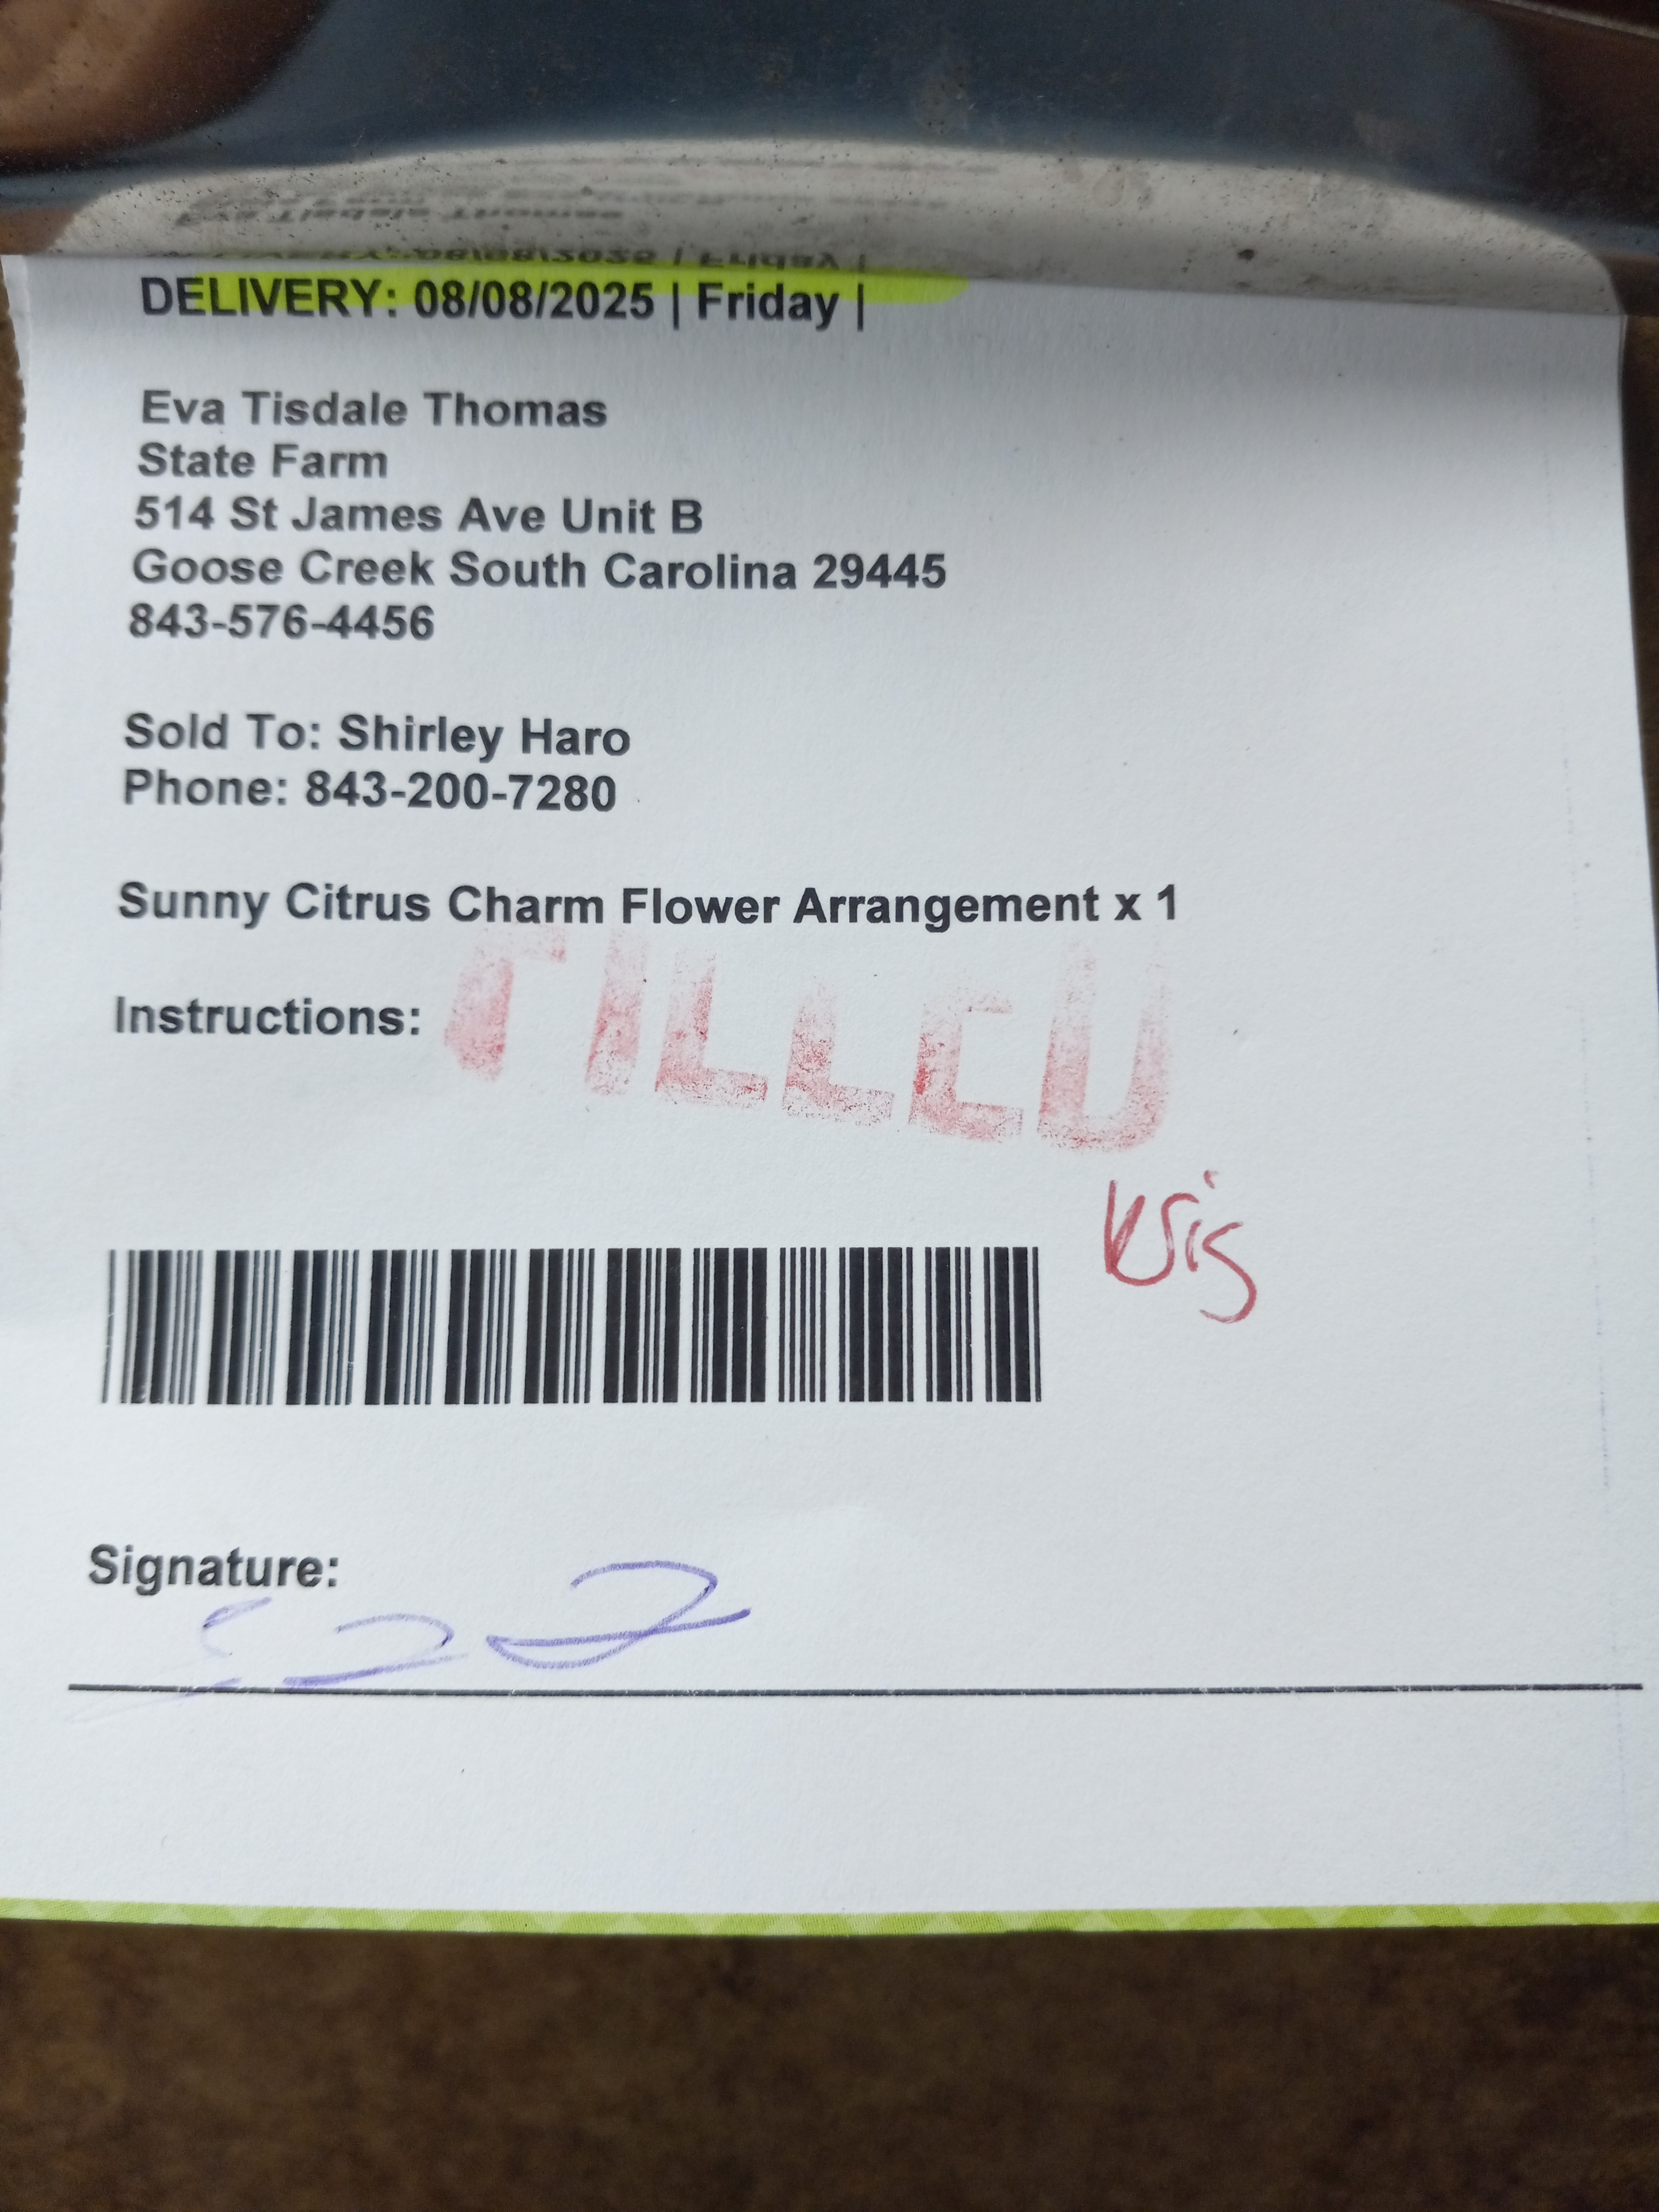 DELIVERY: 08/08/2025 | Friday |
Eva Tisdale Thomas
State Farm
514 St James Ave Unit B
Goose Creek South Carolina 29445
843-576-4456
Sold To: Shirley Haro
Phone: 843-200-7280
Sunny Citrus Charm Flower Arrangement x 1
Instructions:
FILLED
Signature: